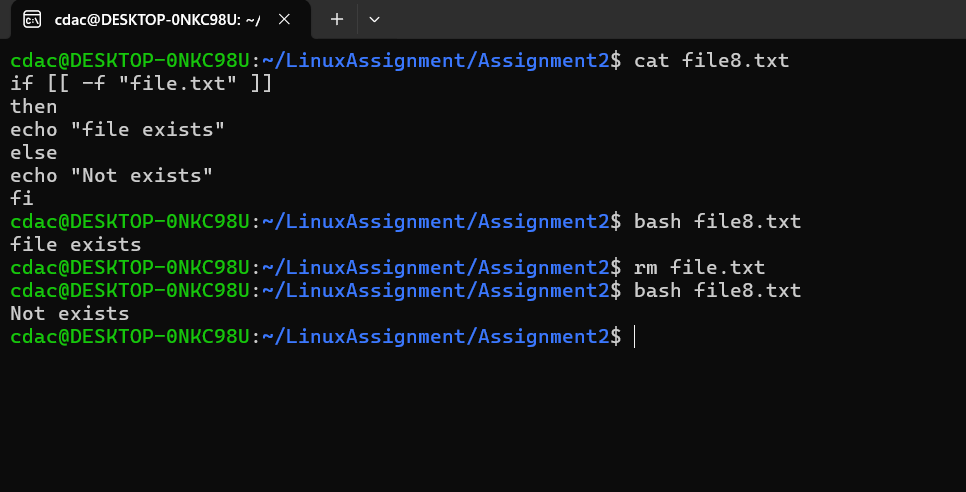 cdac@DESKTOP-0NKC98U: ~/
cdac@DESKTOP-0NKC98U:~/LinuxAssignment/Assignment2$ cat file8.txt
if [[ -f "file.txt" ]]
then
echo "file exists"
else
echo "Not exists"
fi
cdac@DESKTOP-0NKC98U:~/LinuxAssignment/Assignment2$ bash file8.txt
file exists
cdac@DESKTOP-0NKC98U:~/LinuxAssignment/Assignment2$ rm file.txt
cdac@DESKTOP-0NKC98U:~/LinuxAssignment/Assignment2$ bash file8.txt
Not exists
cdac@DESKTOP-0NKC98U:~/LinuxAssignment/Assignment2$